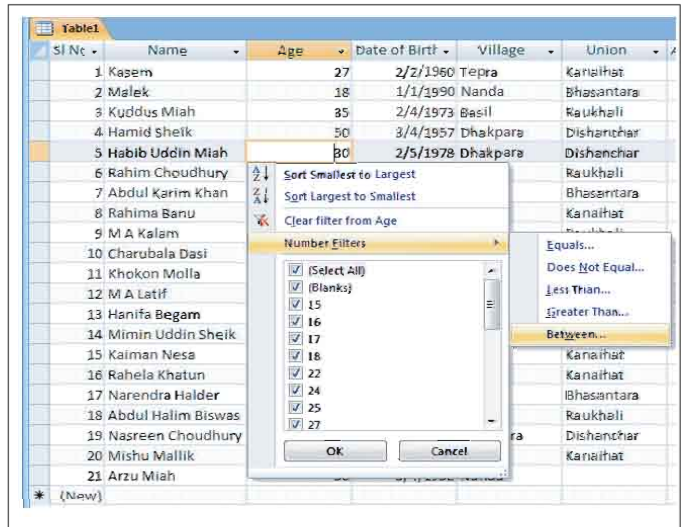 Table1
Sl Nc Name Age Date of Birth Village Union
1 Kasem 27 2/2/1960 Tepra Kanaihat
2 Malek 18 1/1/1990 Nanda Bhasantara
3 Kuddus Miah 35 2/4/1973 Basil Raukhali
4 Hamid Sheik 50 3/4/1957 Dhakpara Dishanchar
5 Habib Uddin Miah 30 2/5/1978 Dhakpara Dishanchar
6 Rahim Choudhury Raukhali
7 Abdul Karim Khan Bhasantara
8 Rahima Banu Kanaihat
9 M A Kalam
10 Charubala Dasi
11 Khokon Molla
12 M A Latif
13 Hanifa Begam
14 Mimin Uddin Sheik
15 Kaiman Nesa Kanaihat
16 Rahela Khatun Kanaihat
17 Narendra Halder Bhasantara
18 Abdul Halim Biswas Raukhali
19 Nasreen Choudhury ra Dishanchar
20 Mishu Mallik Kanaihat
21 Arzu Miah
(New)
Sort Smallest to Largest
Sort Largest to Smallest
Clear filter from Age
Number Filters
(Select All)
(Blanks)
15
16
17
18
22
24
25
27
OK Cancel
Equals...
Does Not Equal...
Less Than...
Greater Than...
Between...